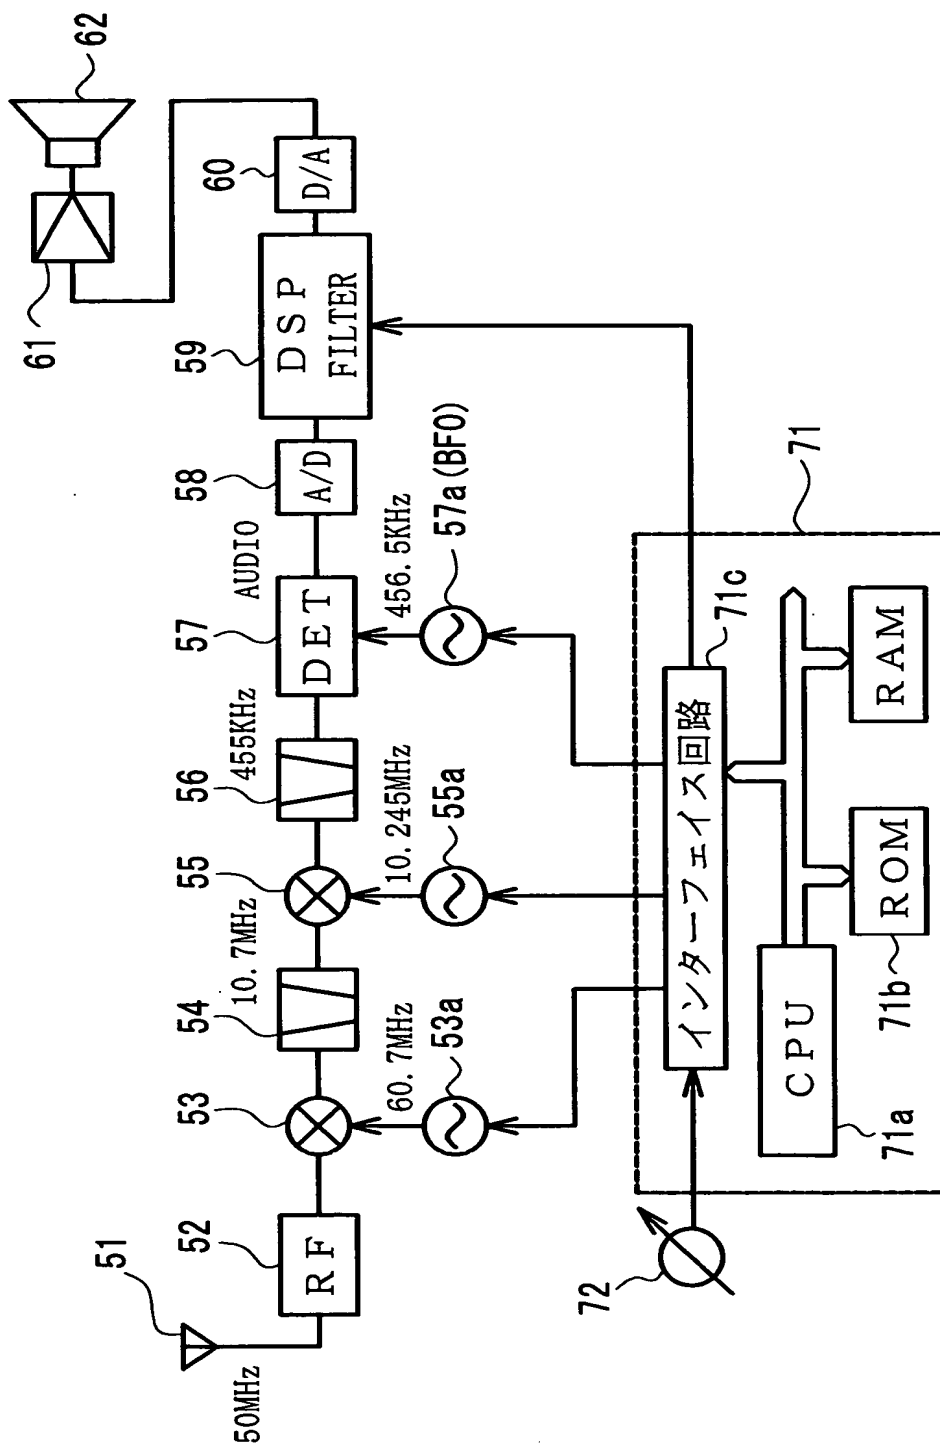 62
61
60
D/A
59
DSP
FILTER
58
A/D
AUDIO
57
DET
456.5KHz
57a(BFO)
455KHz
56
55
10.245MHz
55a
10.7MHz
54
53
60.7MHz
53a
52
RF
51
50MHz
71
71c
インターフェイス回路
RAM
ROM
71b
CPU
71a
72